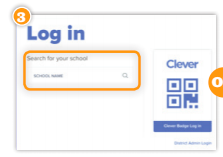 3
Log in
Search for your school
Clever
SCHOOL NAME
Clever Badge Log in
District Admin Login